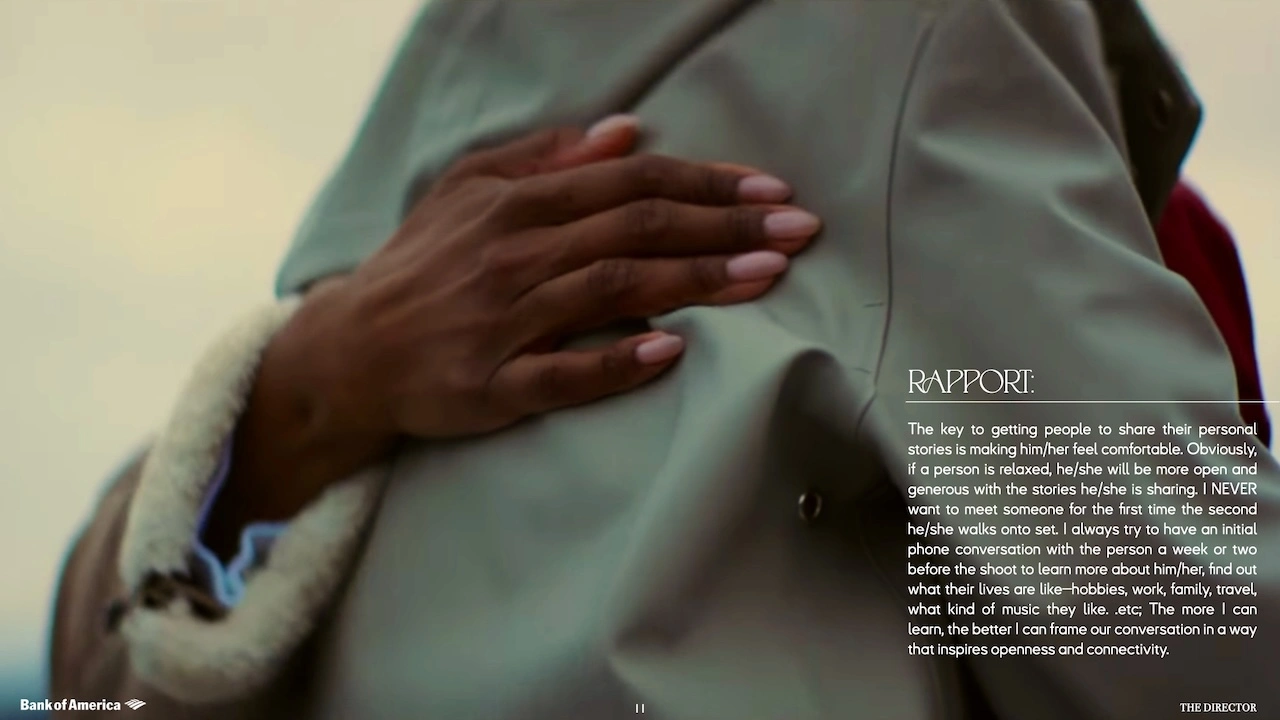 RAPPORT:
The key to getting people to share their personal
stories is making him/her feel comfortable. Obviously,
if a person is relaxed, he/she will be more open and
generous with the stories he/she is sharing. I NEVER
want to meet someone for the first time the second
he/she walks onto set. I always try to have an initial
phone conversation with the person a week or two
before the shoot to learn more about him/her, find out
what their lives are like—hobbies, work, family, travel,
what kind of music they like. .etc; The more I can
learn, the better I can frame our conversation in a way
that inspires openness and connectivity.
Bank of America
11
THE DIRECTOR